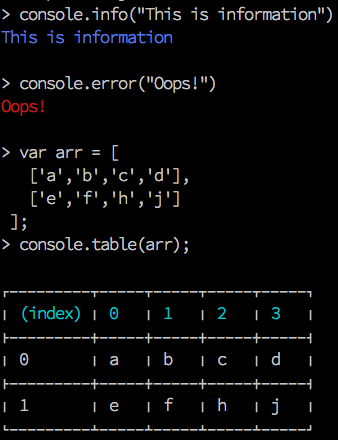 > console.info("This is information")
This is information
> console.error("Oops!")
Oops!
> var arr = [
['a','b','c','d'],
['e','f','h','j']
];
> console.table(arr);
(index) 0 1 2 3
0 a b c d
1 e f h j